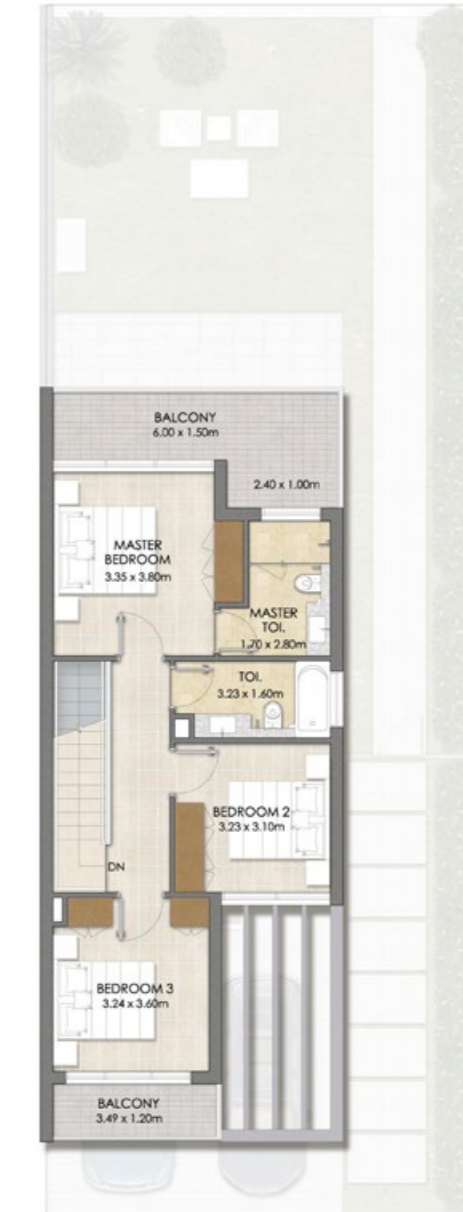 BALCONY
6.00 x 1.50m
2.40 x 1.00m
MASTER
BEDROOM
3.35 x 3.80m
MASTER
TOI.
1.70 x 2.80m
TOI.
3.23 x 1.60m
BEDROOM 2
3.23 x 3.10m
DN
BEDROOM 3
3.24 x 3.60m
BALCONY
3.49 x 1.20m